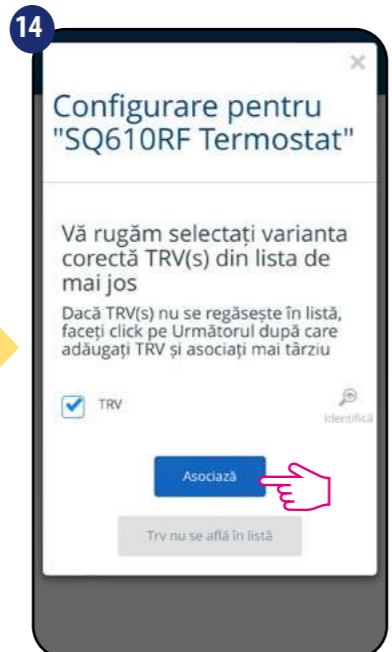 14
×
Configurare pentru
"SQ610RF Termostat"
Vă rugăm selectați varianta
corectă TRV(s) din lista de
mai jos
Dacă TRV(s) nu se regăsește în listă,
faceți click pe Următorul după care
adăugați TRV și asociați mai târziu
TRV
Identifică
Asociază
Trv nu se află în listă